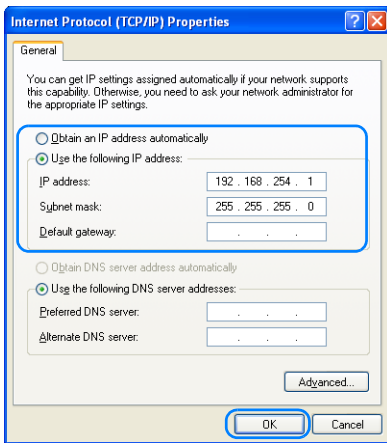 Internet Protocol (TCP/IP) Properties
General
You can get IP settings assigned automatically if your network supports
this capability. Otherwise, you need to ask your network administrator for
the appropriate IP settings.
Obtain an IP address automatically
Use the following IP address:
IP address: 192 . 168 . 254 . 1
Subnet mask: 255 . 255 . 255 . 0
Default gateway: . . .
Obtain DNS server address automatically
Use the following DNS server addresses:
Preferred DNS server: . . .
Alternate DNS server: . . .
Advanced...
OK Cancel